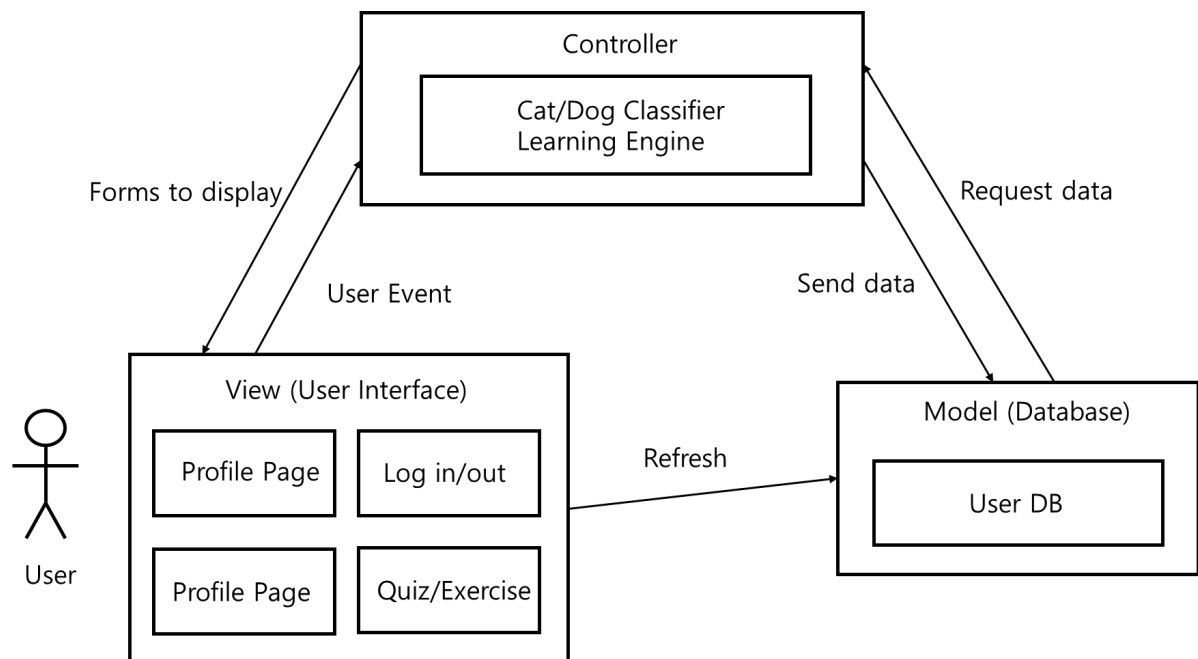 Controller
Cat/Dog Classifier
Learning Engine
Forms to display
Request data
Send data
User Event
View (User Interface)
Model (Database)
Profile Page
Log in/out
Refresh
User DB
User
Profile Page
Quiz/Exercise